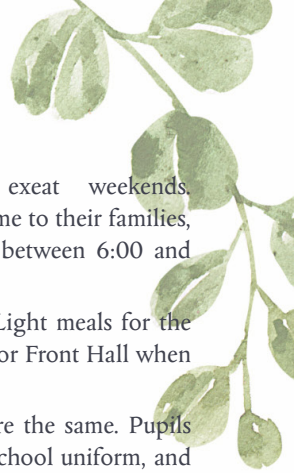 exeat weekends.
me to their families,
between 6:00 and
Light meals for the
or Front Hall when
re the same. Pupils
chool uniform, and